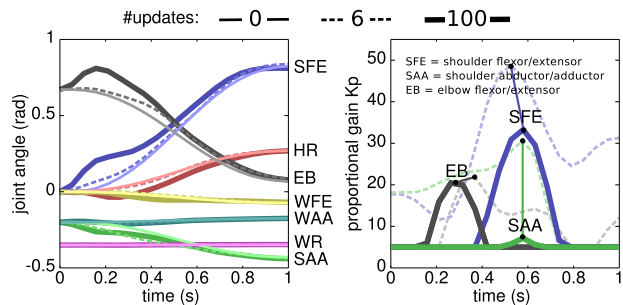 #updates: 0 6 100
joint angle (rad)
1
0.5
0
-0.5
0 0.2 0.4 0.6 0.8 1
time (s)
SFE
HR
EB
WFE
WAA
WR
SAA
proportional gain Kp
50
40
30
20
10
0
0 0.2 0.4 0.6 0.8 1
time (s)
SFE = shoulder flexor/extensor
SAA = shoulder abductor/adductor
EB = elbow flexor/extensor
SFE
EB
SAA